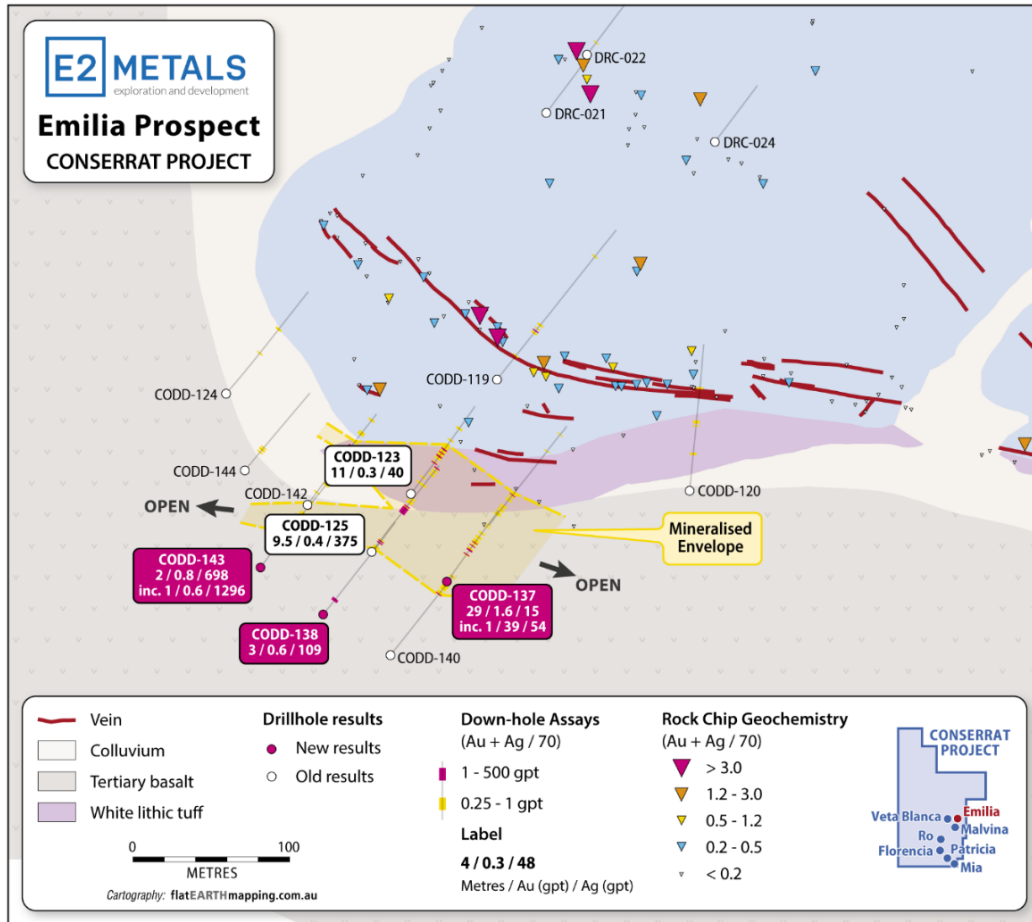 E2 METALS
exploration and development
Emilia Prospect
CONSERRAT PROJECT
DRC-022
DRC-021
DRC-024
CODD-119
CODD-124
CODD-144
CODD-142
CODD-120
CODD-140
CODD-123
11 / 0.3 / 40
CODD-125
9.5 / 0.4 / 375
CODD-143
2 / 0.8 / 698
inc. 1 / 0.6 / 1296
CODD-138
3 / 0.6 / 109
CODD-137
29 / 1.6 / 15
inc. 1 / 39 / 54
OPEN
OPEN
Mineralised
Envelope
Vein
Colluvium
Tertiary basalt
White lithic tuff
0
100
METRES
Cartography: flatEARTHmapping.com.au
Drillhole results
New results
Old results
Down-hole Assays
(Au + Ag / 70)
1 - 500 gpt
0.25 - 1 gpt
Label
4 / 0.3 / 48
Metres / Au (gpt) / Ag (gpt)
Rock Chip Geochemistry
(Au + Ag / 70)
> 3.0
1.2 - 3.0
0.5 - 1.2
0.2 - 0.5
< 0.2
CONSERRAT
PROJECT
Emilia
Veta Blanca
Malvina
Ro
Florencia
Patricia
Mia